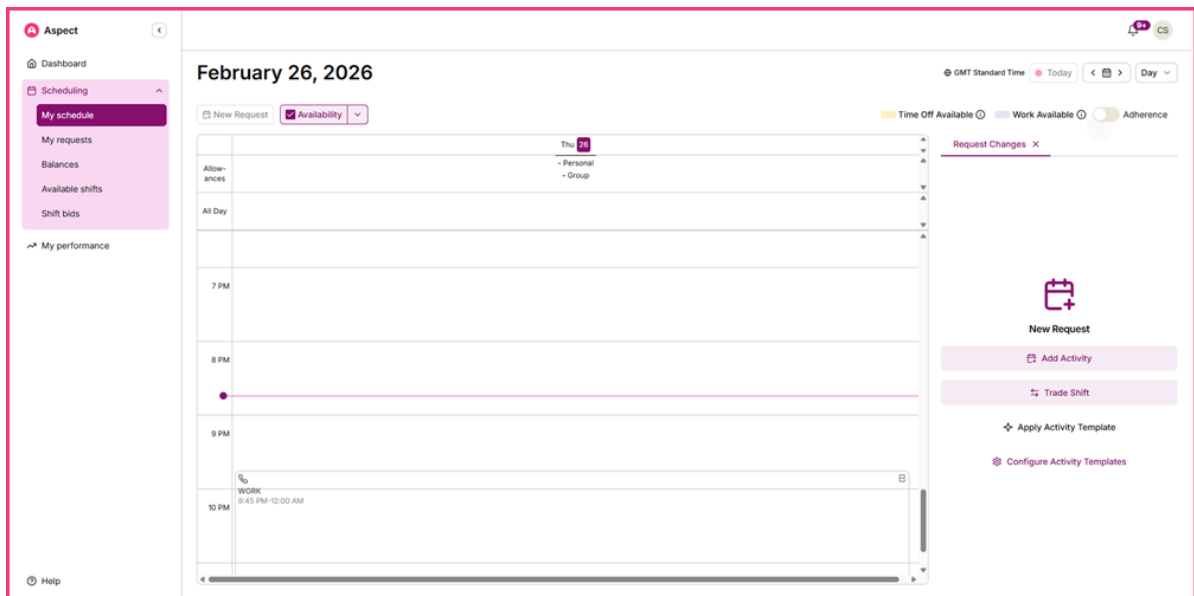 Aspect
Dashboard
Scheduling
My schedule
My requests
Balances
Available shifts
Shift bids
My performance
Help
9+
CS
February 26, 2026
GMT Standard Time
Today
Day
New Request
Availability
Time Off Available
Work Available
Adherence
Thu 26
Allow-
ances
- Personal
- Group
All Day
7 PM
8 PM
9 PM
WORK
9:45 PM-12:00 AM
10 PM
Request Changes
New Request
Add Activity
Trade Shift
Apply Activity Template
Configure Activity Templates